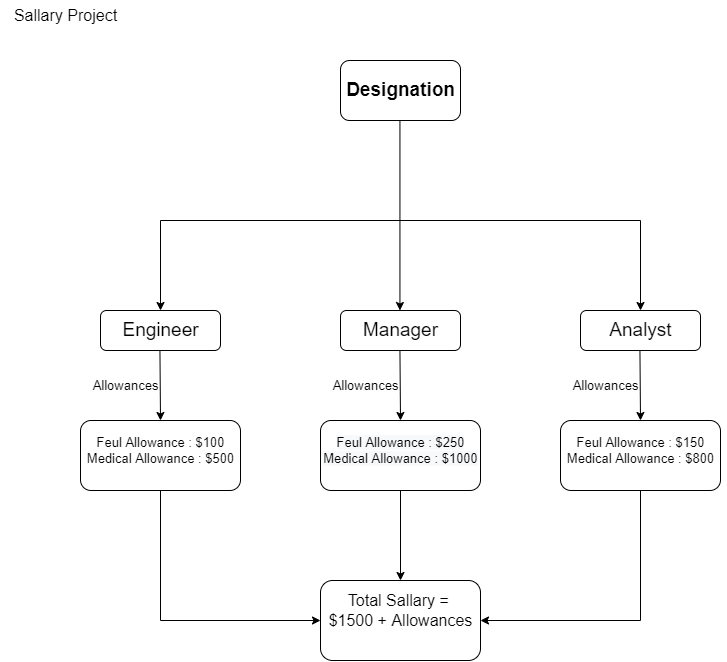 Sallary Project
Designation
Engineer
Manager
Analyst
Allowances
Allowances
Allowances
Feul Allowance : $100
Medical Allowance : $500
Feul Allowance : $250
Medical Allowance : $1000
Feul Allowance : $150
Medical Allowance : $800
Total Sallary =
$1500 + Allowances